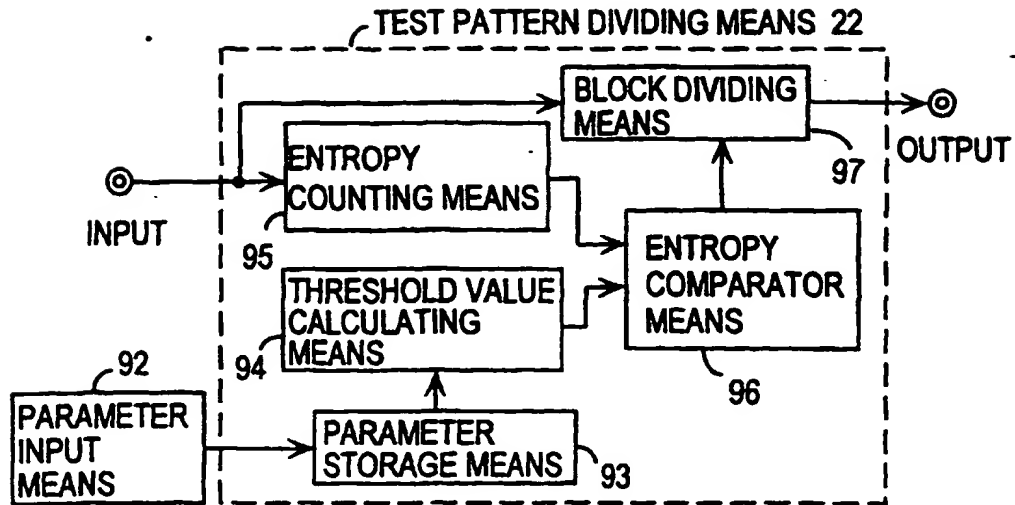 TEST PATTERN DIVIDING MEANS 22
BLOCK DIVIDING
MEANS
97
OUTPUT
ENTROPY
COUNTING MEANS
95
INPUT
ENTROPY
COMPARATOR
MEANS
96
THRESHOLD VALUE
CALCULATING
MEANS
94
92
PARAMETER
INPUT
MEANS
PARAMETER
STORAGE MEANS
93